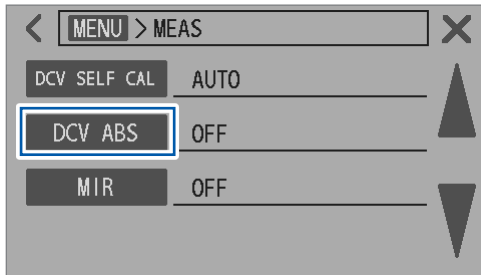 MENU > MEAS
DCV SELF CAL AUTO
DCV ABS OFF
MIR OFF